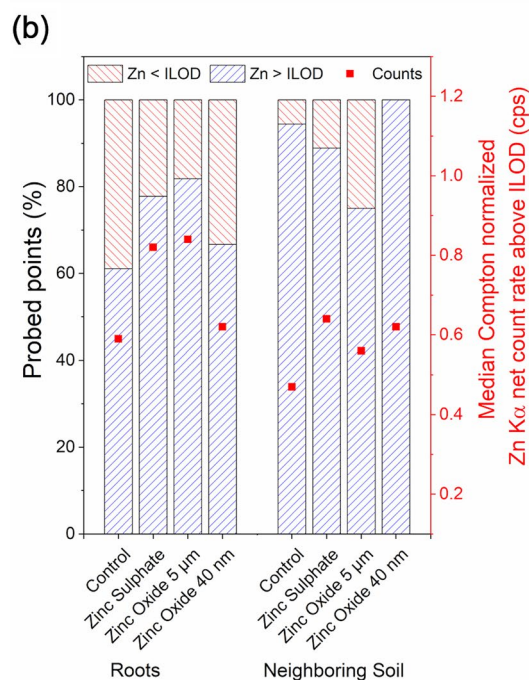 (b)
Zn < ILOD
Zn > ILOD
Counts
Probed points (%)
100
80
60
40
20
0
1.2
1.0
0.8
0.6
0.4
0.2
Median Compton normalized
Zn Kα net count rate above ILOD (cps)
Control
Zinc Sulphate
Zinc Oxide 5 µm
Zinc Oxide 40 nm
Control
Zinc Sulphate
Zinc Oxide 5 µm
Zinc Oxide 40 nm
Roots
Neighboring Soil